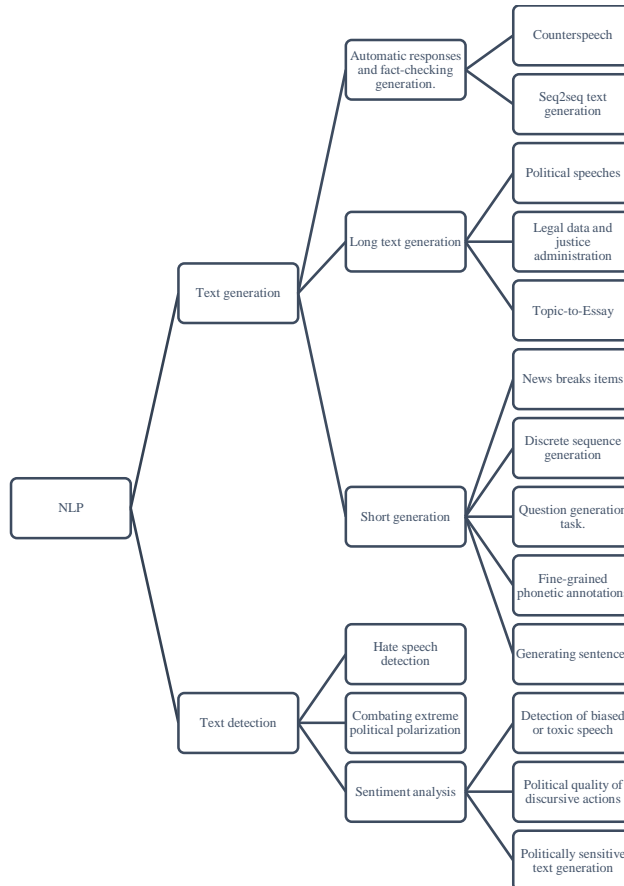 Counterspeech
Automatic responses
and fact-checking
generation.
Seq2seq text
generation
Political speeches
Long text generation
Legal data and
justice
administration
Text generation
Topic-to-Essay
News breaks items
Discrete sequence
generation
NLP
Short generation
Question generation
task.
Fine-grained
phonetic annotation
Generating sentence
Hate speech
detection
Text detection
Combating extreme
political polarization
Detection of biased
or toxic speech
Sentiment analysis
Political quality of
discursive actions
Politically sensitive
text generation